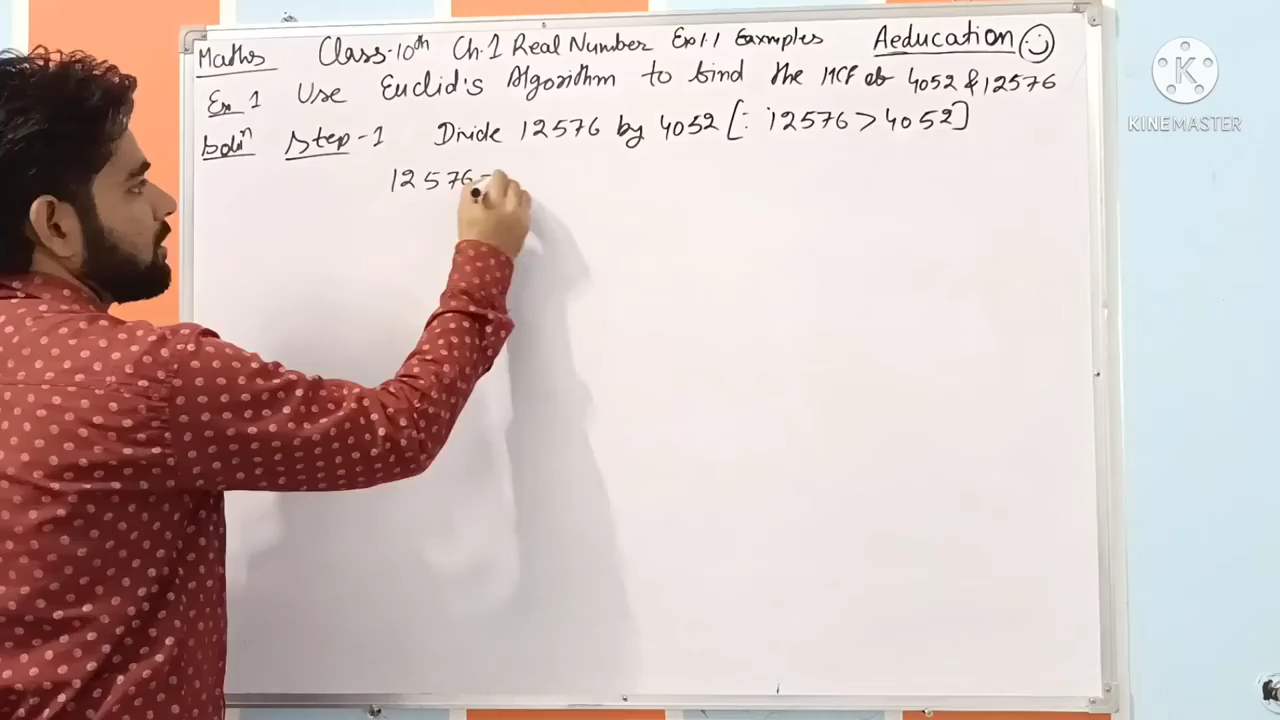 Maths Class-10th Ch.1 Real Number Ex1.1 Examples Aeducation
Ex.1 Use Euclid's Algorithm to find the HCF of 4052 & 12576
Soluⁿ Step-1 Divide 12576 by 4052 [∵ 12576 > 4052]
12576=
K
KINEMASTER